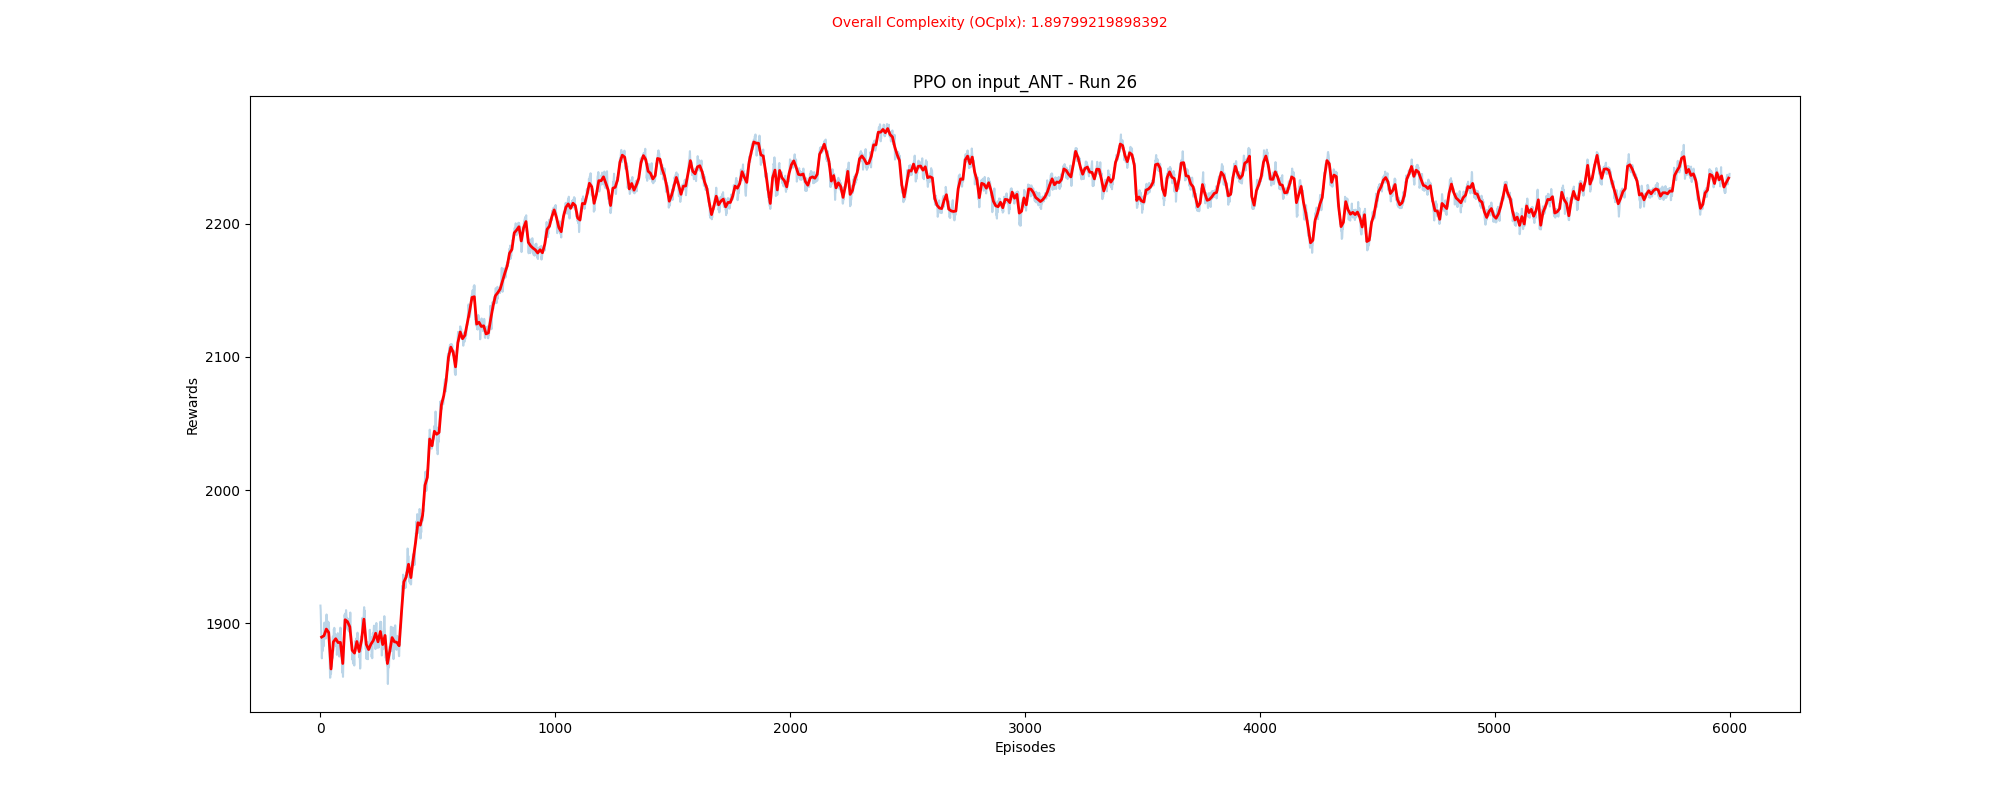 Overall Complexity (OCplx): 1.89799219898392
PPO on input_ANT - Run 26
Rewards
2200
2100
2000
1900
0 1000 2000 3000 4000 5000 6000
Episodes